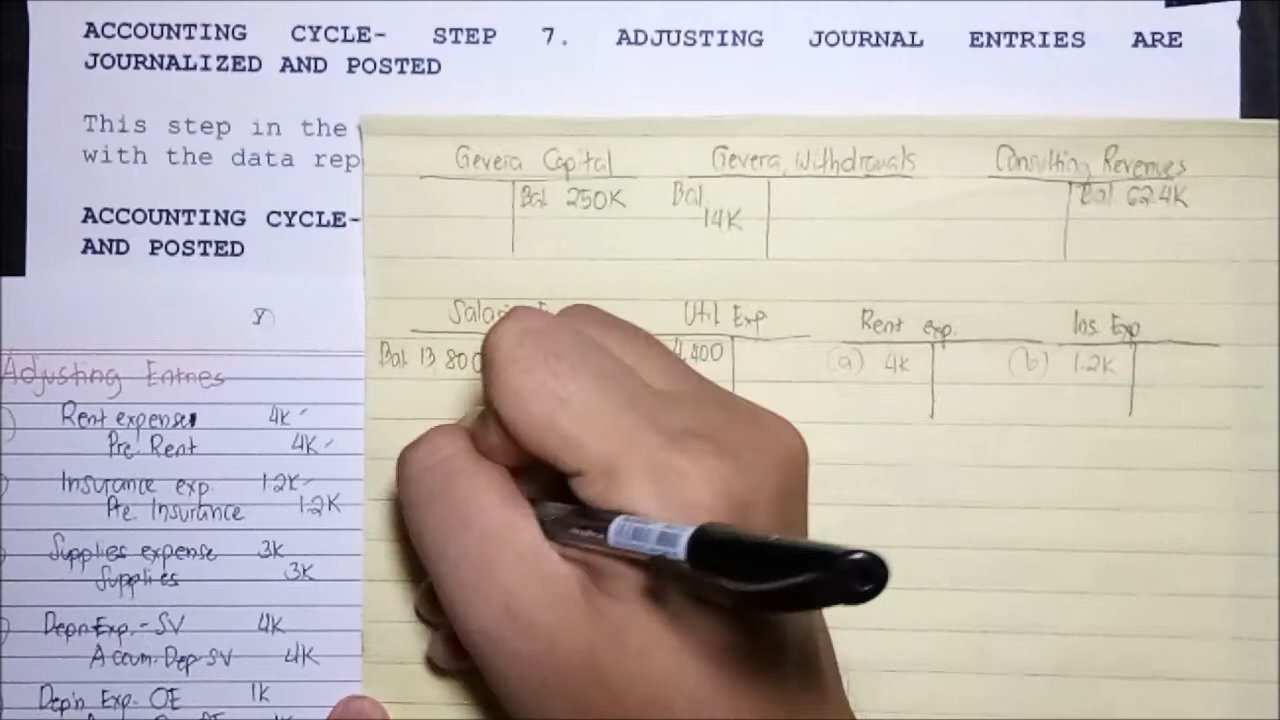 ACCOUNTING CYCLE- STEP 7. ADJUSTING JOURNAL ENTRIES ARE
JOURNALIZED AND POSTED
This step in the
with the data rep
ACCOUNTING CYCLE-
AND POSTED
Adjusting Entries
Rent expense 4K
Pre. Rent 4K
Insurance exp. 1.2K
Pre Insurance 1.2K
Supplies expense 3K
Supplies 3K
Depn Exp.-SV 4K
Accum. Dep SV 4K
Dep'n Exp. OE 1K
Gevera Capital
Bal 250K
Gevera, Withdrawals
Bal
14K
Consulting Revenues
Bal 62.4K
Util Exp
4,400
Rent exp.
(a) 4K
Ins. Exp
(b) 1.2K
Bal 13,800